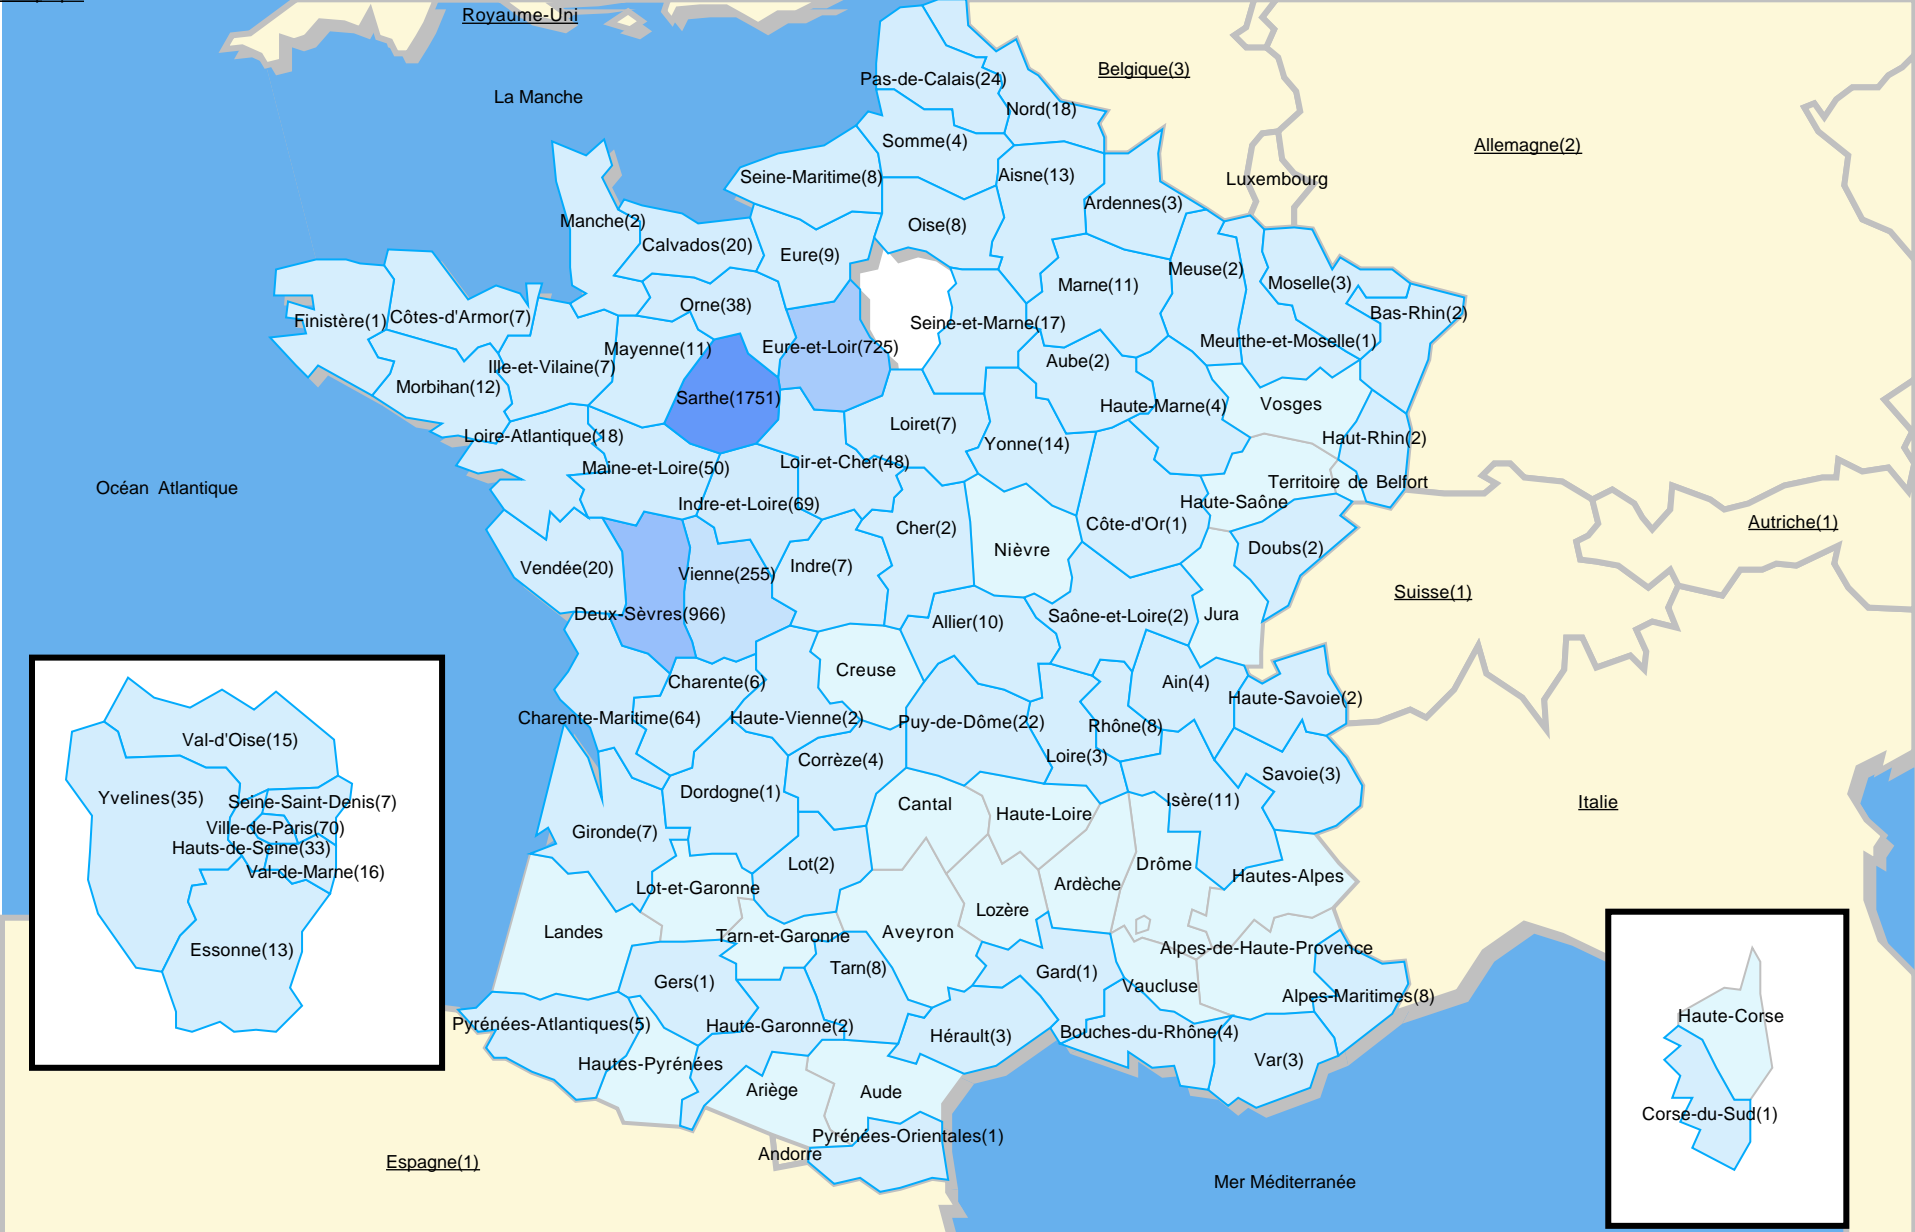 Royaume-Uni
Belgique(3)
Pas-de-Calais(24)
La Manche
Nord(18)
Somme(4)
Allemagne(2)
Seine-Maritime(8)
Aisne(13)
Luxembourg
Ardennes(3)
Manche(2)
Oise(8)
Calvados(20)
Eure(9)
Meuse(2)
Marne(11)
Moselle(3)
Orne(38)
Bas-Rhin(2)
Côtes-d'Armor(7)
Finistère(1)
Seine-et-Marne(17)
Meurthe-et-Moselle(1)
Mayenne(11)
Eure-et-Loir(725)
Aube(2)
Ille-et-Vilaine(7)
Morbihan(12)
Sarthe(1751)
Haute-Marne(4)
Vosges
Loiret(7)
Loire-Atlantique(18)
Yonne(14)
Haut-Rhin(2)
Maine-et-Loire(50)
Loir-et-Cher(48)
Territoire de Belfort
Océan Atlantique
Indre-et-Loire(69)
Haute-Saône
Cher(2)
Côte-d'Or(1)
Autriche(1)
Nièvre
Doubs(2)
Vendée(20)
Vienne(255)
Indre(7)
Suisse(1)
Deux-Sèvres(966)
Allier(10)
Saône-et-Loire(2)
Jura
Creuse
Charente(6)
Ain(4)
Haute-Savoie(2)
Charente-Maritime(64)
Haute-Vienne(2)
Puy-de-Dôme(22)
Rhône(8)
Val-d'Oise(15)
Corrèze(4)
Loire(3)
Savoie(3)
Yvelines(35)
Seine-Saint-Denis(7)
Dordogne(1)
Cantal
Isère(11)
Italie
Haute-Loire
Ville-de-Paris(70)
Gironde(7)
Hauts-de-Seine(33)
Val-de-Marne(16)
Lot(2)
Drôme
Hautes-Alpes
Lot-et-Garonne
Ardèche
Lozère
Landes
Tarn-et-Garonne
Aveyron
Essonne(13)
Alpes-de-Haute-Provence
Tarn(8)
Gard(1)
Gers(1)
Vaucluse
Alpes-Maritimes(8)
Haute-Corse
Pyrénées-Atlantiques(5)
Haute-Garonne(2)
Hérault(3)
Bouches-du-Rhône(4)
Hautes-Pyrénées
Var(3)
Ariège
Aude
Corse-du-Sud(1)
Pyrénées-Orientales(1)
Andorre
Espagne(1)
Mer Méditerranée